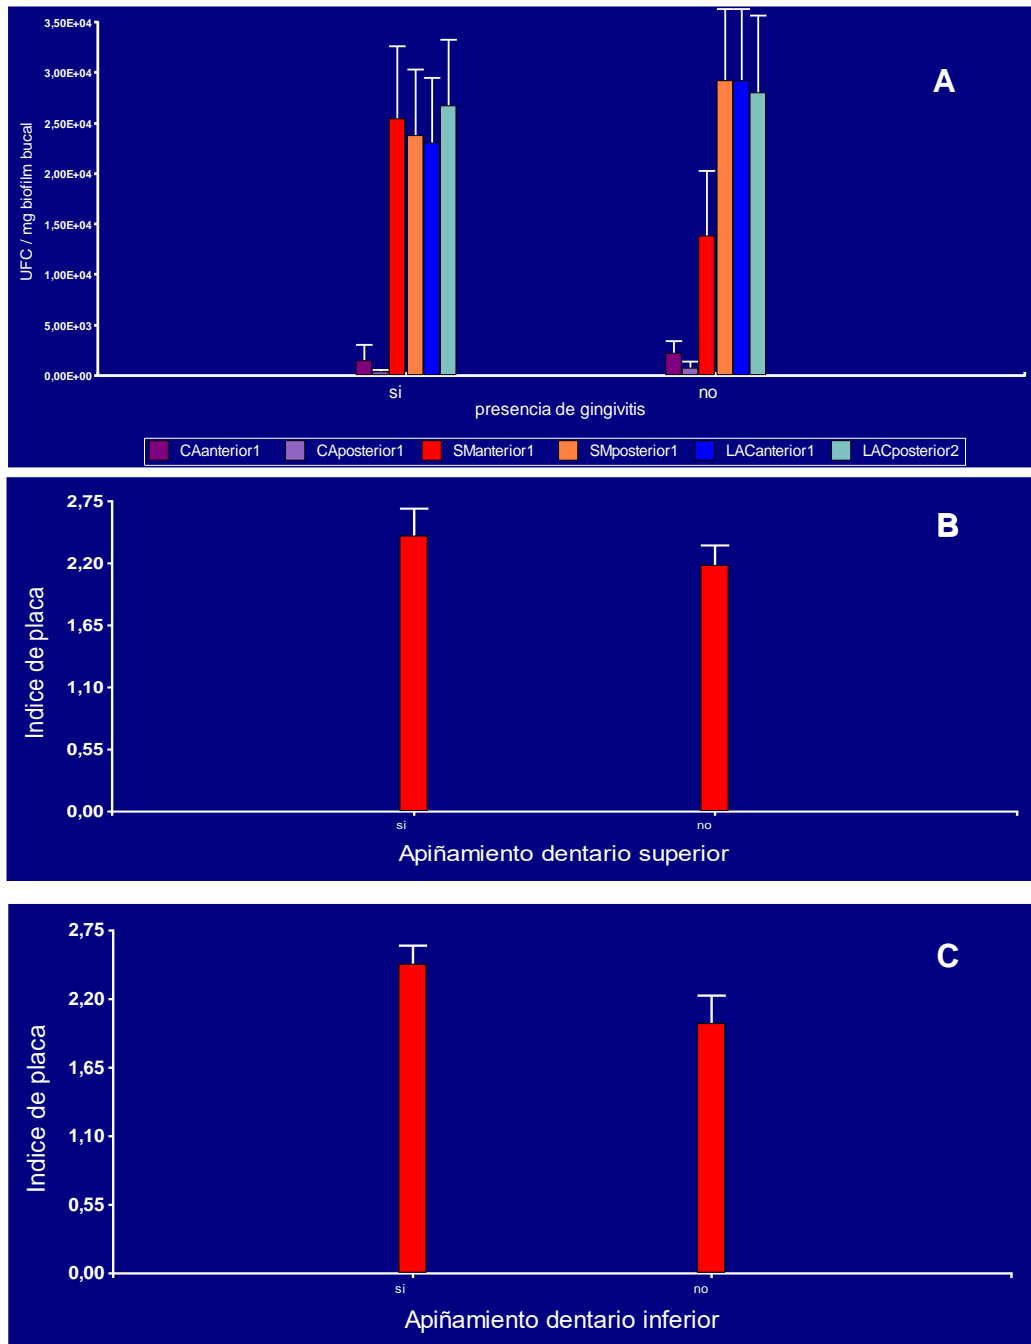 A
UFC / mg biofilm bucal
3,50E+04
3,00E+04
2,50E+04
2,00E+04
1,50E+04
1,00E+04
5,00E+03
0,00E+00
si no
presencia de gingivitis
CAanterior1 CAposterior1 SManterior1 SMposterior1 LACanterior1 LACposterior2
B
Indice de placa
2,75
2,20
1,65
1,10
0,55
0,00
si no
Apiñamiento dentario superior
C
Indice de placa
2,75
2,20
1,65
1,10
0,55
0,00
si no
Apiñamiento dentario inferior